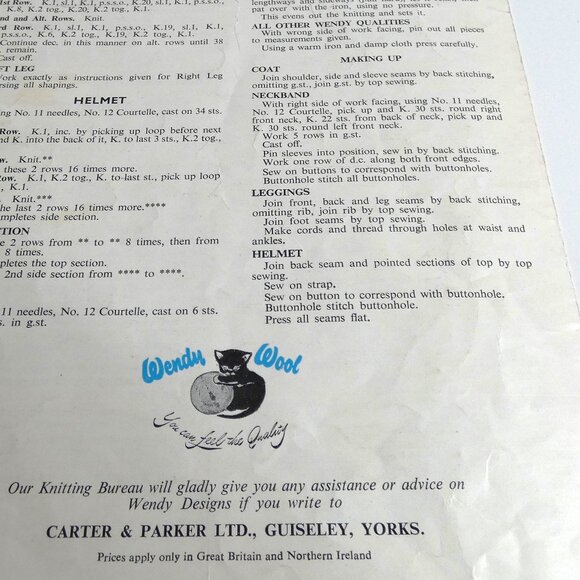 1st Row. K.1, sl.1, K.1, p.s.s.o., K.20, sl.1, K.1,
p.s.s.o., K.8, K.2 tog., K.20, K.2 tog., K.1.
and Alt. Rows. Knit.
Row. K.1, sl.1, K.1, p.s.s.o., K.19, sl.1, K.1,
p.s.s.o., K.6, K.2 tog., K.19, K.2 tog., K.1.
Continue dec. in this manner on alt. rows until 38
remain.
Cast off.
LEG
Work exactly as instructions given for Right Leg
all shapings.
HELMET
No. 11 needles, No. 12 Courtelle, cast on 34 sts.
Row. K.1, inc. by picking up loop before next
and K. into the back of it, K. to last 3 sts., K.2 tog.,
Knit.**
these 2 rows 16 times more.
Row. K.1, K.2 tog., K. to last st., pick up loop
K.1.
Knit.***
the last 2 rows 16 times more.****
completes side section.
2 rows from ** to ** 8 times, then from
8 times.
the top section.
2nd side section from **** to ****.
11 needles, No. 12 Courtelle, cast on 6 sts.
in g.st.
pat over with the iron, using no pressure.
This evens out the knitting and sets it.
ALL OTHER WENDY QUALITIES
With wrong side of work facing, pin out all pieces
to measurements given.
Using a warm iron and damp cloth press carefully.
MAKING UP
COAT
Join shoulder, side and sleeve seams by back stitching,
omitting g.st., join g.st. by top sewing.
NECKBAND
With right side of work facing, using No. 11 needles,
No. 12 Courtelle, pick up and K. 30 sts. round right
front neck, K. 22 sts. from back of neck, pick up and
K. 30 sts. round left front neck.
Work 5 rows in g.st.
Cast off.
Pin sleeves into position, sew in by back stitching.
Work one row of d.c. along both front edges.
Sew on buttons to correspond with buttonholes.
Buttonhole stitch all buttonholes.
LEGGINGS
Join front, back and leg seams by back stitching,
omitting rib, join rib by top sewing.
Join foot seams by top sewing.
Make cords and thread through holes at waist and
ankles.
HELMET
Join back seam and pointed sections of top by top
sewing.
Sew on strap.
Sew on button to correspond with buttonhole.
Buttonhole stitch buttonhole.
Press all seams flat.
Wendy Wool
You can feel the Quality
Our Knitting Bureau will gladly give you any assistance or advice on
Wendy Designs if you write to
CARTER & PARKER LTD., GUISELEY, YORKS.
Prices apply only in Great Britain and Northern Ireland